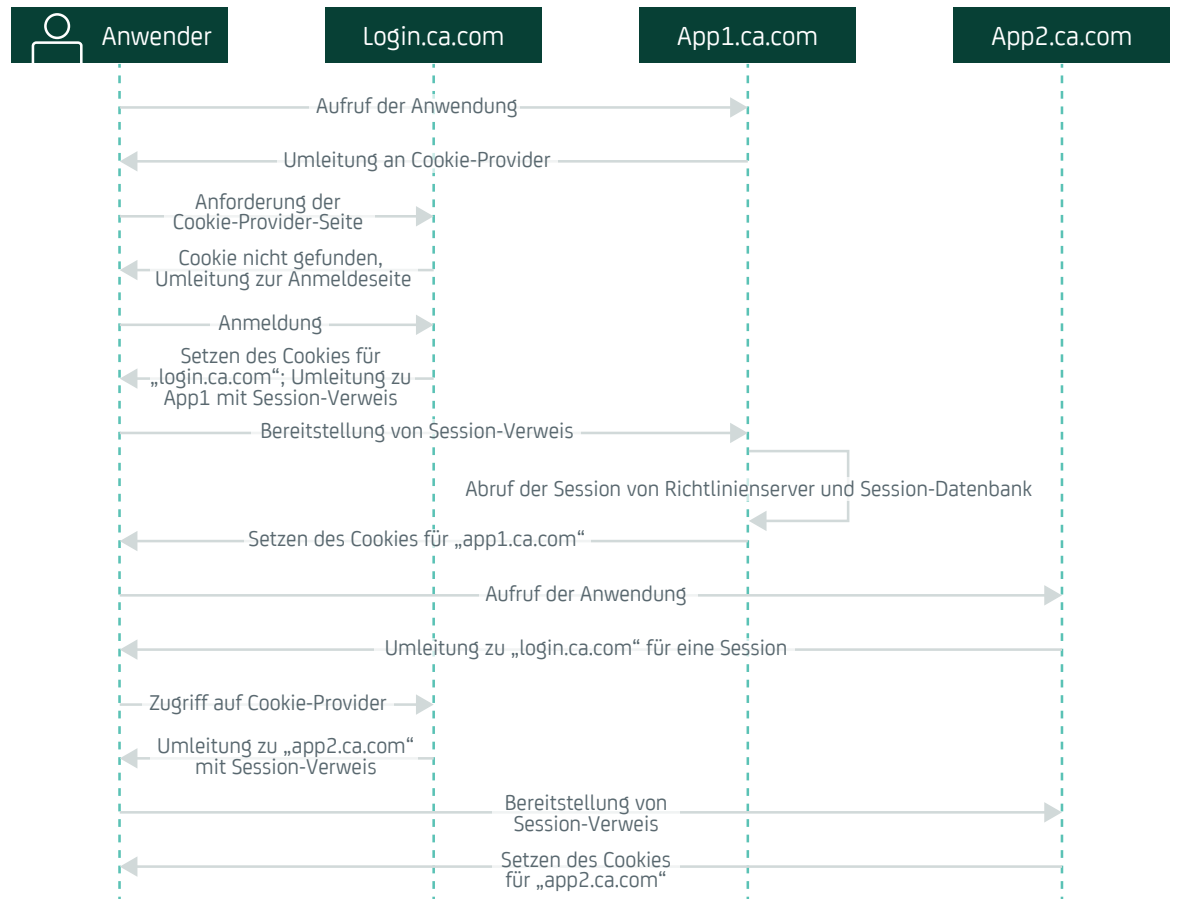 Anwender
Login.ca.com
App1.ca.com
App2.ca.com
Aufruf der Anwendung
Umleitung an Cookie-Provider
Anforderung der
Cookie-Provider-Seite
Cookie nicht gefunden,
Umleitung zur Anmeldeseite
Anmeldung
Setzen des Cookies für
„login.ca.com“; Umleitung zu
App1 mit Session-Verweis
Bereitstellung von Session-Verweis
Abruf der Session von Richtlinienserver und Session-Datenbank
Setzen des Cookies für „app1.ca.com“
Aufruf der Anwendung
Umleitung zu „login.ca.com“ für eine Session
Zugriff auf Cookie-Provider
Umleitung zu „app2.ca.com“
mit Session-Verweis
Bereitstellung von
Session-Verweis
Setzen des Cookies
für „app2.ca.com“